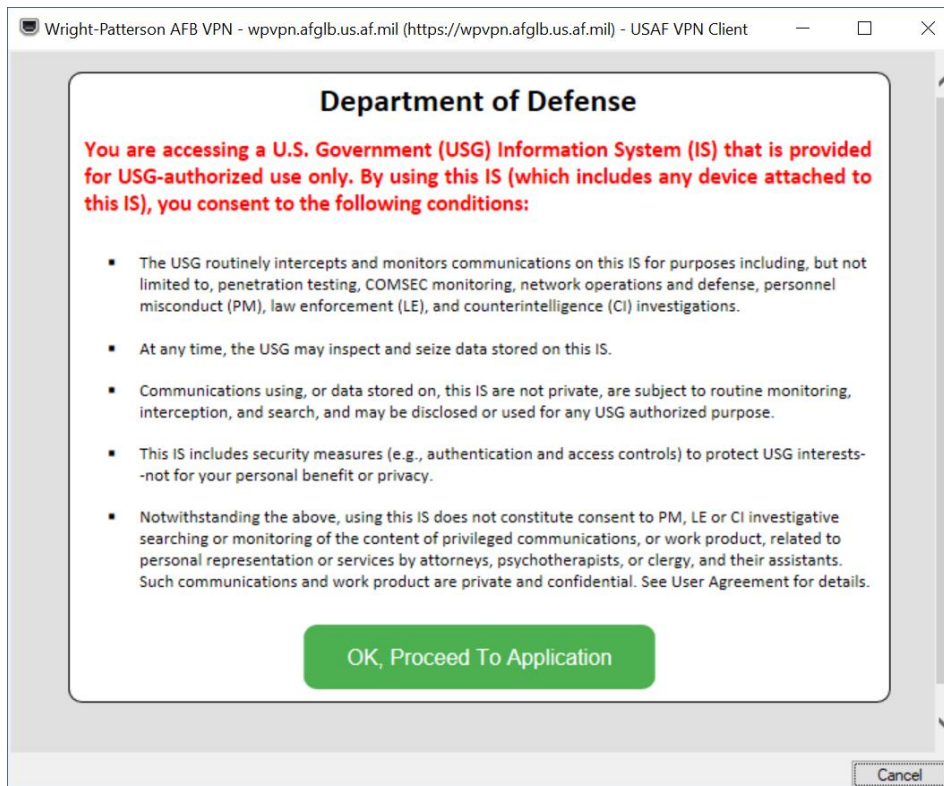 Wright-Patterson AFB VPN - wpvpn.afglb.us.af.mil (https://wpvpn.afglb.us.af.mil) - USAF VPN Client
Department of Defense
You are accessing a U.S. Government (USG) Information System (IS) that is provided
for USG-authorized use only. By using this IS (which includes any device attached to
this IS), you consent to the following conditions:
▪ The USG routinely intercepts and monitors communications on this IS for purposes including, but not
limited to, penetration testing, COMSEC monitoring, network operations and defense, personnel
misconduct (PM), law enforcement (LE), and counterintelligence (CI) investigations.
▪ At any time, the USG may inspect and seize data stored on this IS.
▪ Communications using, or data stored on, this IS are not private, are subject to routine monitoring,
interception, and search, and may be disclosed or used for any USG authorized purpose.
▪ This IS includes security measures (e.g., authentication and access controls) to protect USG interests-
-not for your personal benefit or privacy.
▪ Notwithstanding the above, using this IS does not constitute consent to PM, LE or CI investigative
searching or monitoring of the content of privileged communications, or work product, related to
personal representation or services by attorneys, psychotherapists, or clergy, and their assistants.
Such communications and work product are private and confidential. See User Agreement for details.
OK, Proceed To Application
Cancel